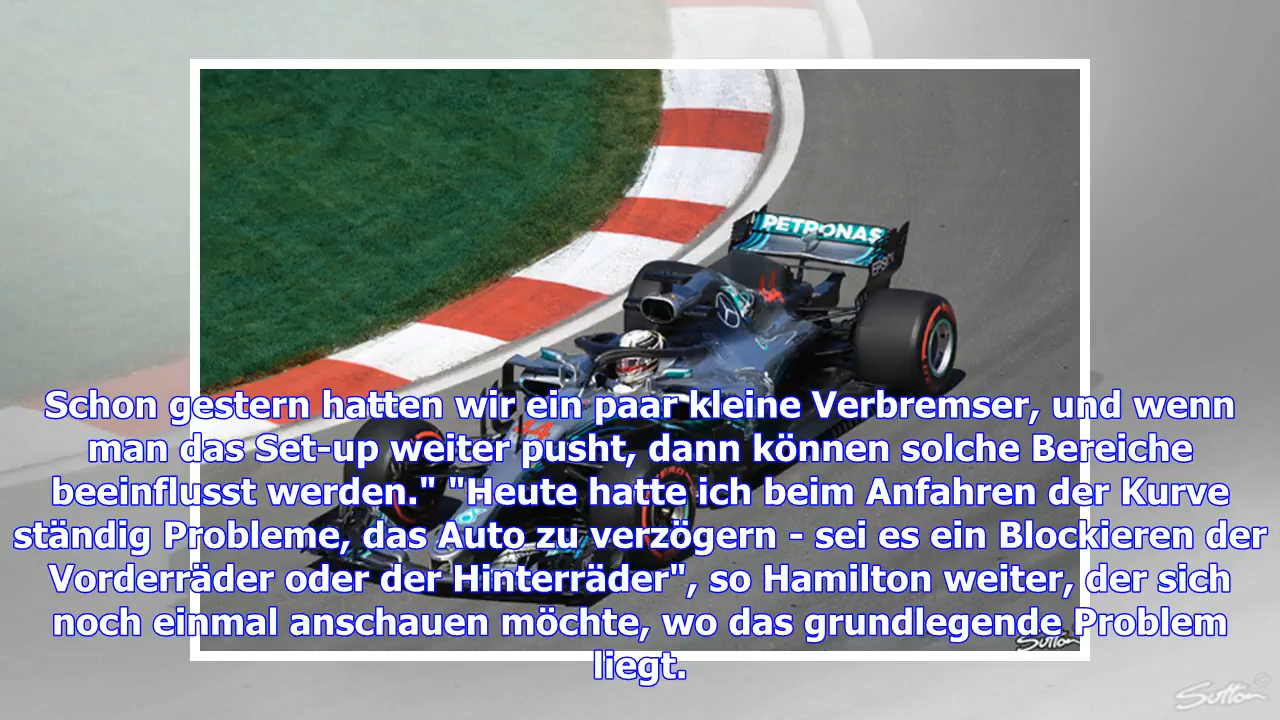 PETRONAS
EPSON
44
44
Schon gestern hatten wir ein paar kleine Verbremser, und wenn
man das Set-up weiter pusht, dann können solche Bereiche
beeinflusst werden." "Heute hatte ich beim Anfahren der Kurve
ständig Probleme, das Auto zu verzögern - sei es ein Blockieren der
Vorderräder oder der Hinterräder", so Hamilton weiter, der sich
noch einmal anschauen möchte, wo das grundlegende Problem
liegt.
Sutton
Sutton